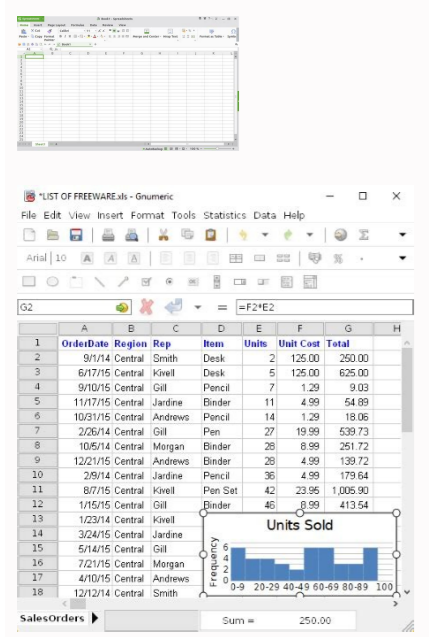 *LIST OF FREEWARE.xls - Gnumeric
File Edit View Insert Format Tools Statistics Data Help
Arial 10
G2 = =F2*E2
A B C D E F G H
1 OrderDate Region Rep Item Units Unit Cost Total
2 9/1/14 Central Smith Desk 2 125.00 250.00
3 6/17/15 Central Kivell Desk 5 125.00 625.00
4 9/10/15 Central Gill Pencil 7 1.29 9.03
5 11/17/15 Central Jardine Binder 11 4.99 54.89
6 10/31/15 Central Andrews Pencil 14 1.29 18.06
7 2/26/14 Central Gill Pen 27 19.99 539.73
8 10/5/14 Central Morgan Binder 28 8.99 251.72
9 12/21/15 Central Andrews Binder 28 4.99 139.72
10 2/9/14 Central Jardine Pencil 36 4.99 179.64
11 8/7/15 Central Kivell Pen Set 42 23.95 1,005.90
12 1/15/15 Central Gill Binder 46 8.99 413.54
13 1/23/14 Central Kivell
14 3/24/15 Central Jardine
15 5/14/15 Central Gill
16 7/21/15 Central Morgan
17 4/10/15 Central Andrews
18 12/12/14 Central Smith
Units Sold
Frequency
6
4
2
0
0-9 20-29 40-49 60-69 80-89 100
SalesOrders
Sum = 250.00